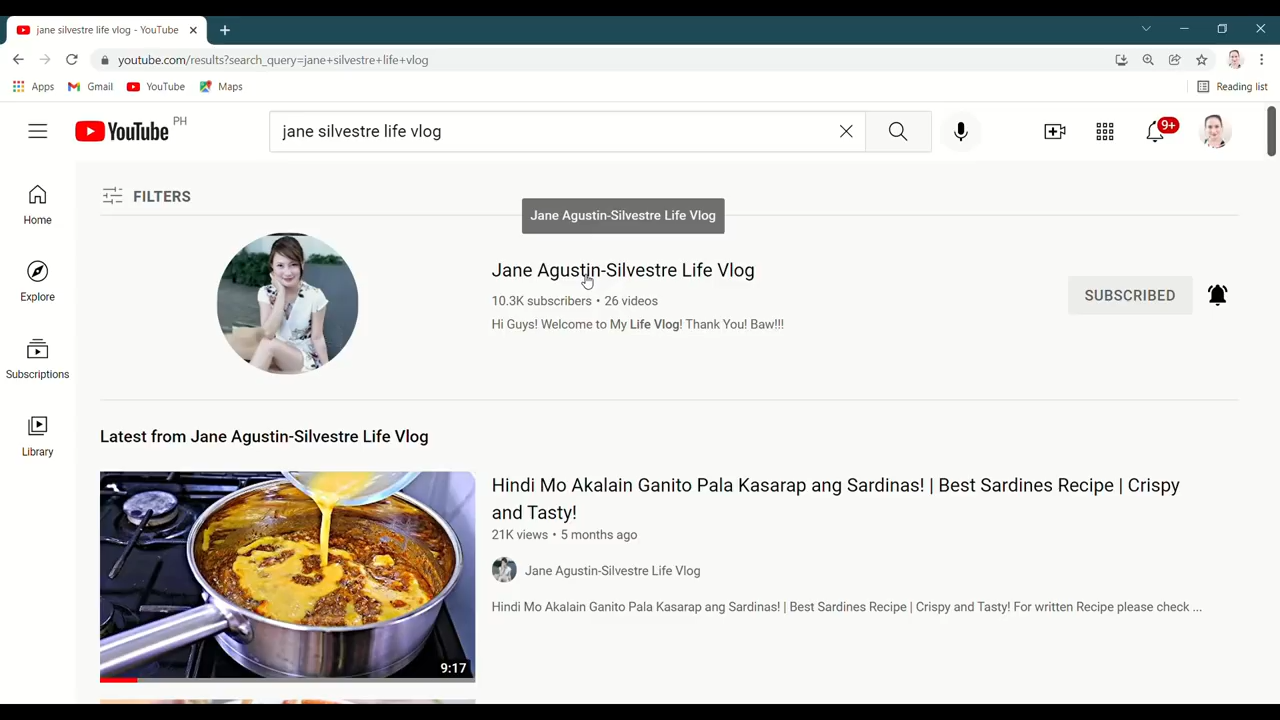 jane silvestre life vlog - YouTube
youtube.com/results?search_query=jane+silvestre+life+vlog
Apps Gmail YouTube Maps Reading list
YouTube PH
jane silvestre life vlog
9+
Home
Explore
Subscriptions
Library
FILTERS
Jane Agustin-Silvestre Life Vlog
Jane Agustin-Silvestre Life Vlog
10.3K subscribers • 26 videos
Hi Guys! Welcome to My Life Vlog! Thank You! Baw!!!
SUBSCRIBED
Latest from Jane Agustin-Silvestre Life Vlog
9:17
Hindi Mo Akalain Ganito Pala Kasarap ang Sardinas! | Best Sardines Recipe | Crispy
and Tasty!
21K views • 5 months ago
Jane Agustin-Silvestre Life Vlog
Hindi Mo Akalain Ganito Pala Kasarap ang Sardinas! | Best Sardines Recipe | Crispy and Tasty! For written Recipe please check ...